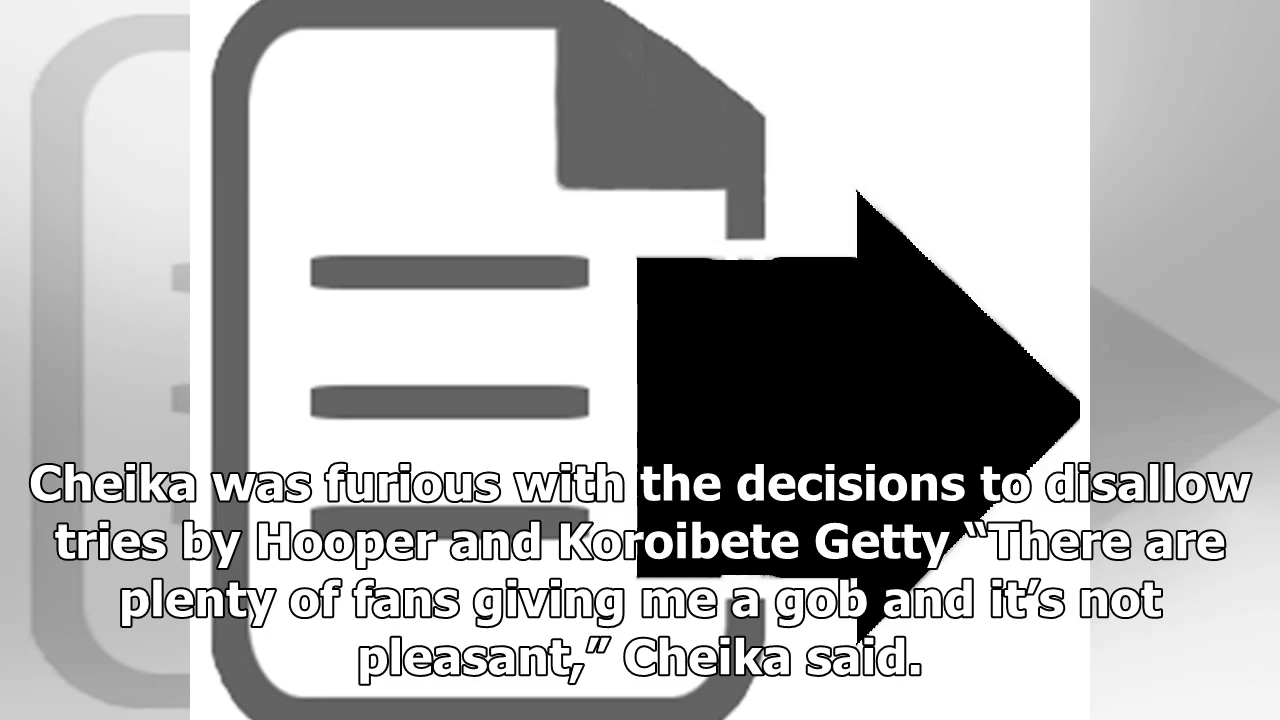 Cheika was furious with the decisions to disallow
tries by Hooper and Koroibete Getty “There are
plenty of fans giving me a gob and it’s not
pleasant,” Cheika said.